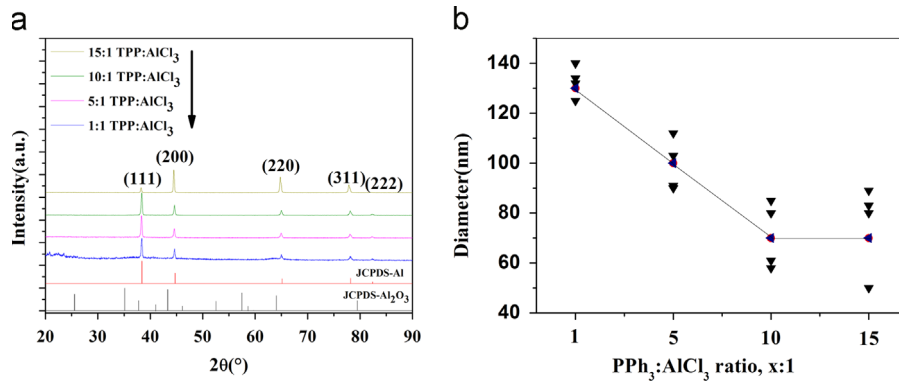 a
Intensity(a.u.)
15:1 TPP:AlCl3
10:1 TPP:AlCl3
5:1 TPP:AlCl3
1:1 TPP:AlCl3
(111)
(200)
(220)
(311)
(222)
JCPDS-Al
JCPDS-Al2O3
20 30 40 50 60 70 80 90
2θ(°)
b
Diameter(nm)
140
120
100
80
60
40
1 5 10 15
PPh3:AlCl3 ratio, x:1